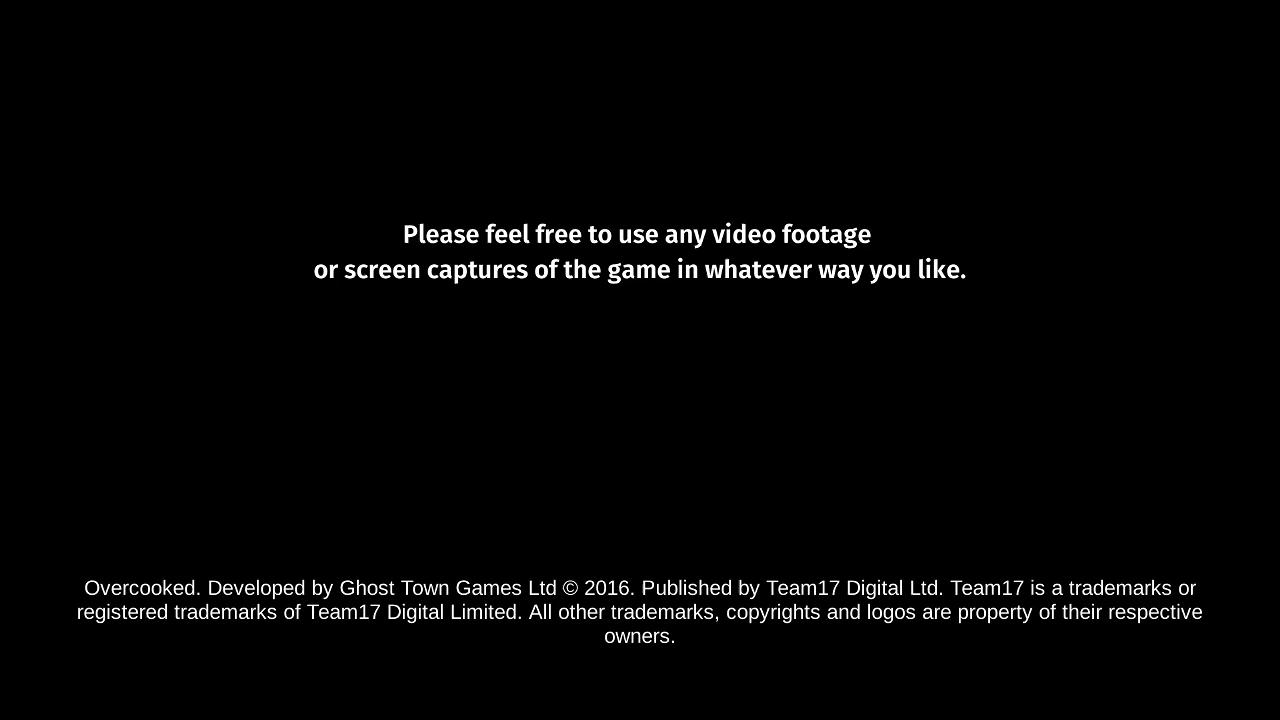 Please feel free to use any video footage
or screen captures of the game in whatever way you like.
Overcooked. Developed by Ghost Town Games Ltd © 2016. Published by Team17 Digital Ltd. Team17 is a trademarks or
registered trademarks of Team17 Digital Limited. All other trademarks, copyrights and logos are property of their respective
owners.